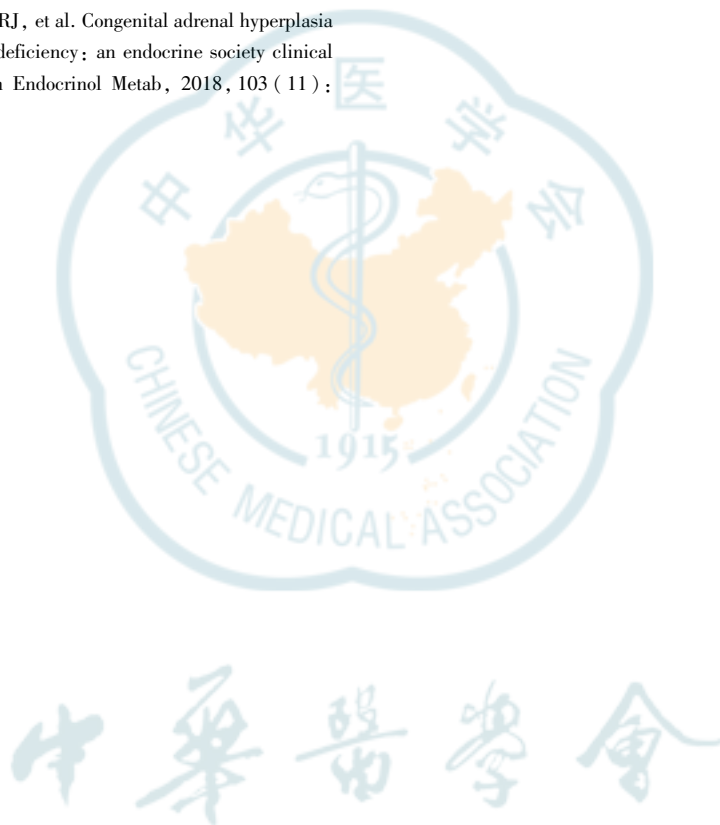 RJ, et al. Congenital adrenal hyperplasia
deficiency: an endocrine society clinical
Endocrinol Metab, 2018, 103 (11):
中华医学会
1915
CHINESE MEDICAL ASSOCIATION
中華醫學會